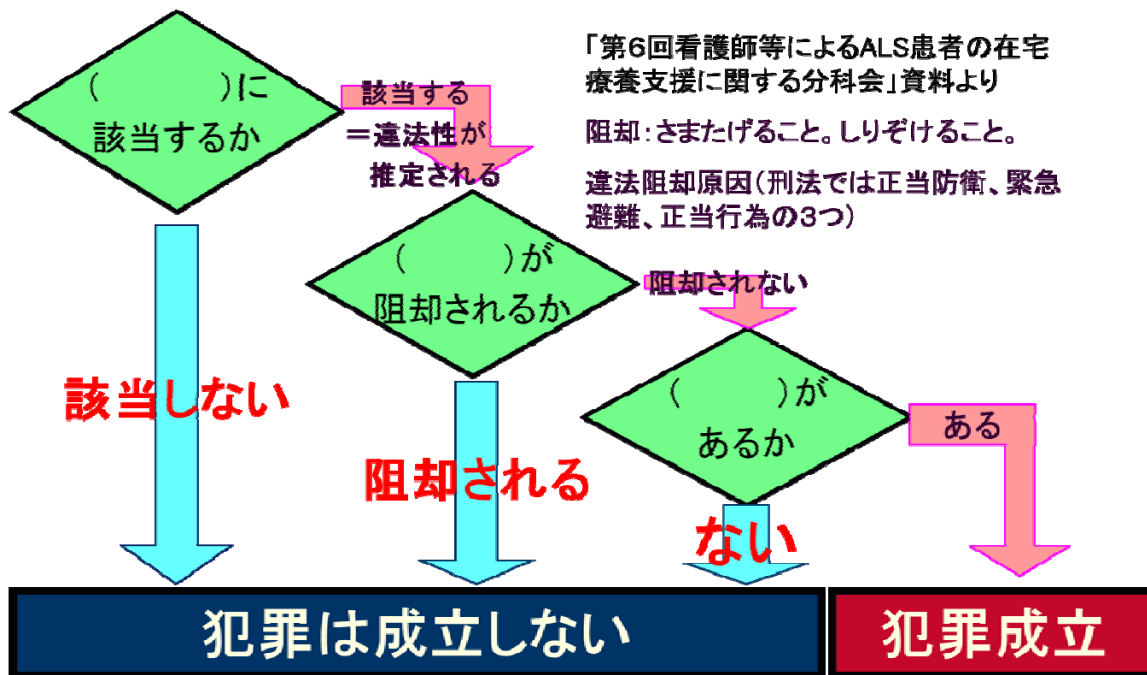 (　　　)に
該当するか
該当する
＝違法性が
推定される
「第6回看護師等によるALS患者の在宅
療養支援に関する分科会」資料より
阻却：さまたげること。しりぞけること。
違法阻却原因（刑法では正当防衛、緊急
避難、正当行為の3つ）
(　　　)が
阻却されるか
阻却されない
(　　　)が
あるか
ある
該当しない
阻却される
ない
犯罪は成立しない
犯罪成立